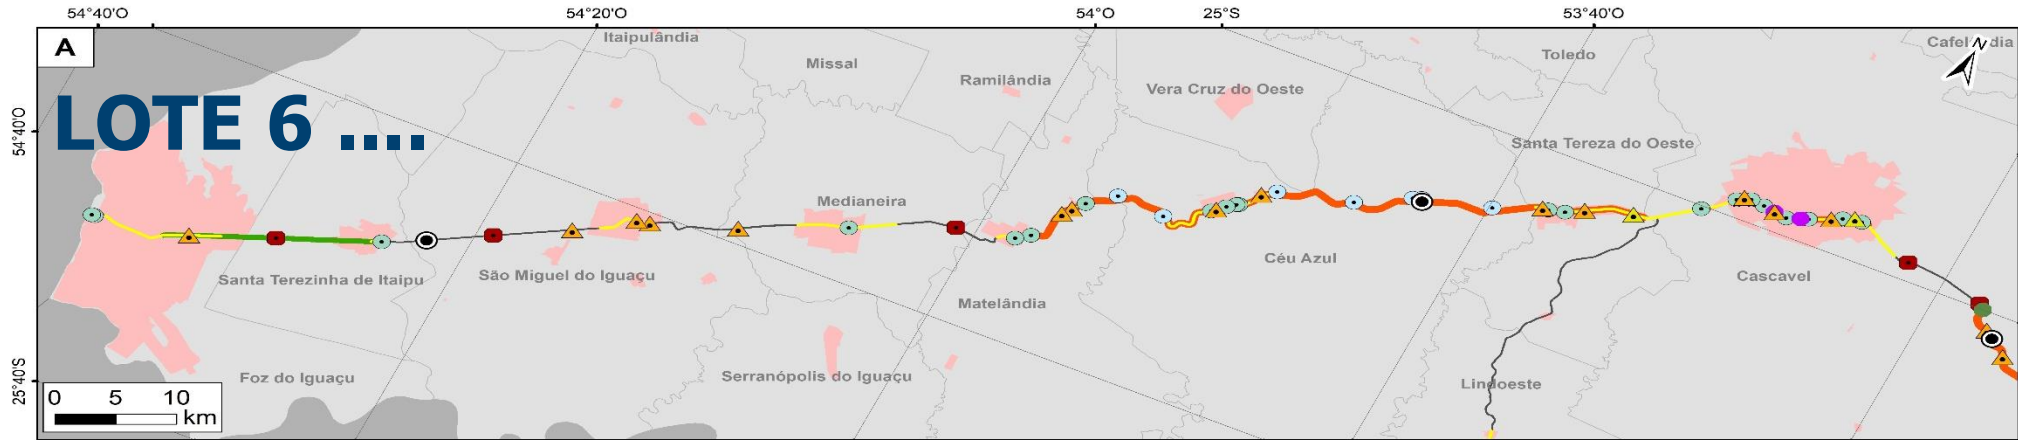 54°40'O 54°20'O 54°O 25°S 53°40'O
A
N
Itaipulândia
Missal
Ramilândia
Vera Cruz do Oeste
Toledo
Cafelândia
LOTE 6 ....
54°40'O
Santa Tereza do Oeste
Medianeira
Santa Terezinha de Itaipu
São Miguel do Iguaçu
Matelândia
Céu Azul
Cascavel
Foz do Iguaçu
Serranópolis do Iguaçu
Lindoeste
25°40'S
0 5 10
km